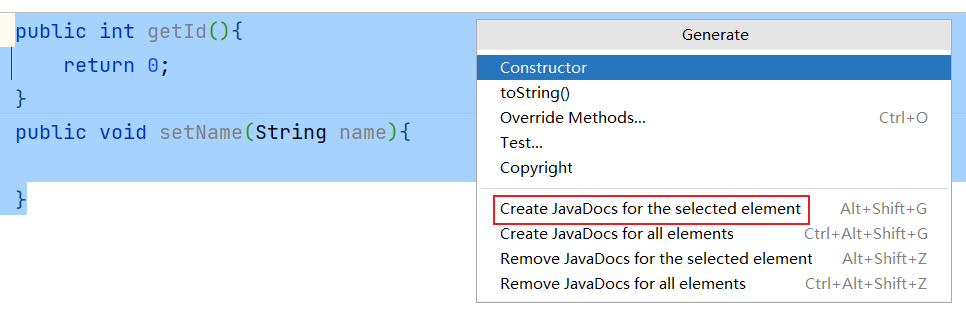 public int getId(){
    return 0;
}
public void setName(String name){
}
Generate
Constructor
toString()
Override Methods... Ctrl+O
Test...
Copyright
Create JavaDocs for the selected element Alt+Shift+G
Create JavaDocs for all elements Ctrl+Alt+Shift+G
Remove JavaDocs for the selected element Alt+Shift+Z
Remove JavaDocs for all elements Ctrl+Alt+Shift+Z